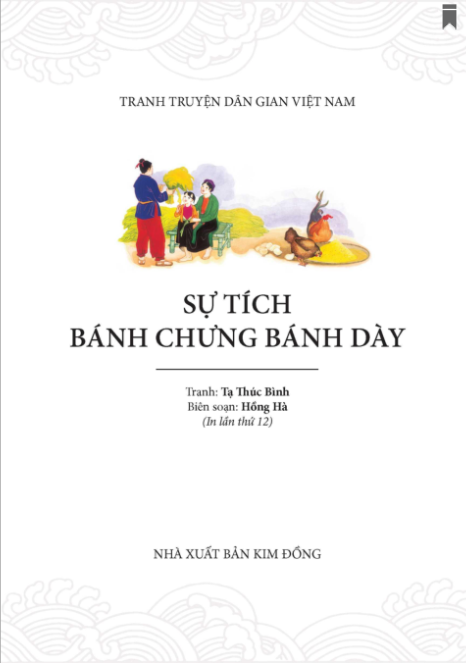 TRANH TRUYỆN DÂN GIAN VIỆT NAM
SỰ TÍCH
BÁNH CHƯNG BÁNH DÀY
Tranh: Tạ Thúc Bình
Biên soạn: Hồng Hà
(In lần thứ 12)
NHÀ XUẤT BẢN KIM ĐỒNG